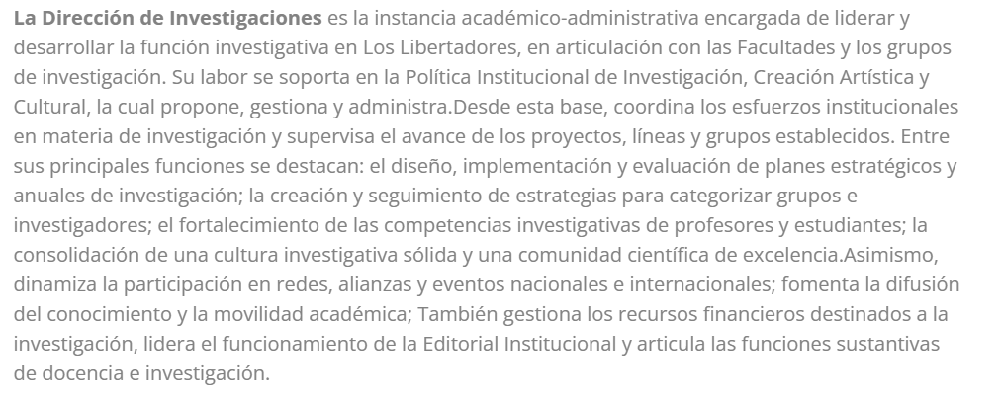 La Dirección de Investigaciones es la instancia académico-administrativa encargada de liderar y
desarrollar la función investigativa en Los Libertadores, en articulación con las Facultades y los grupos
de investigación. Su labor se soporta en la Política Institucional de Investigación, Creación Artística y
Cultural, la cual propone, gestiona y administra.Desde esta base, coordina los esfuerzos institucionales
en materia de investigación y supervisa el avance de los proyectos, líneas y grupos establecidos. Entre
sus principales funciones se destacan: el diseño, implementación y evaluación de planes estratégicos y
anuales de investigación; la creación y seguimiento de estrategias para categorizar grupos e
investigadores; el fortalecimiento de las competencias investigativas de profesores y estudiantes; la
consolidación de una cultura investigativa sólida y una comunidad científica de excelencia.Asimismo,
dinamiza la participación en redes, alianzas y eventos nacionales e internacionales; fomenta la difusión
del conocimiento y la movilidad académica; También gestiona los recursos financieros destinados a la
investigación, lidera el funcionamiento de la Editorial Institucional y articula las funciones sustantivas
de docencia e investigación.